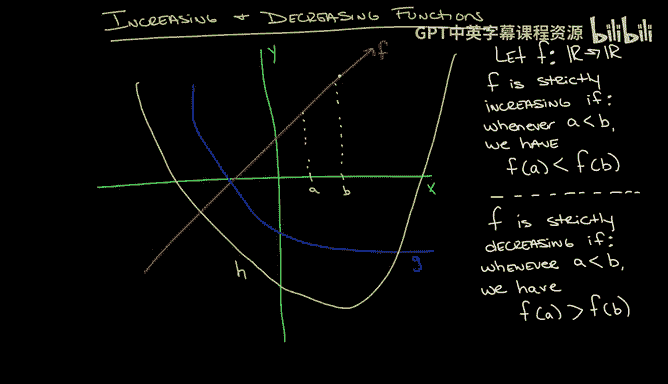 INCREASING & DECREASING FUNCTIONS
GPT中英字幕课程资源 bilibili
y
f
a
b
x
h
g
Let f: ℝ→ℝ
f is strictly
INCREASING if:
whenever a<b,
we have
f(a) < f(b)
f is strictly
DECREASING if:
whenever a<b,
we have
f(a) > f(b)